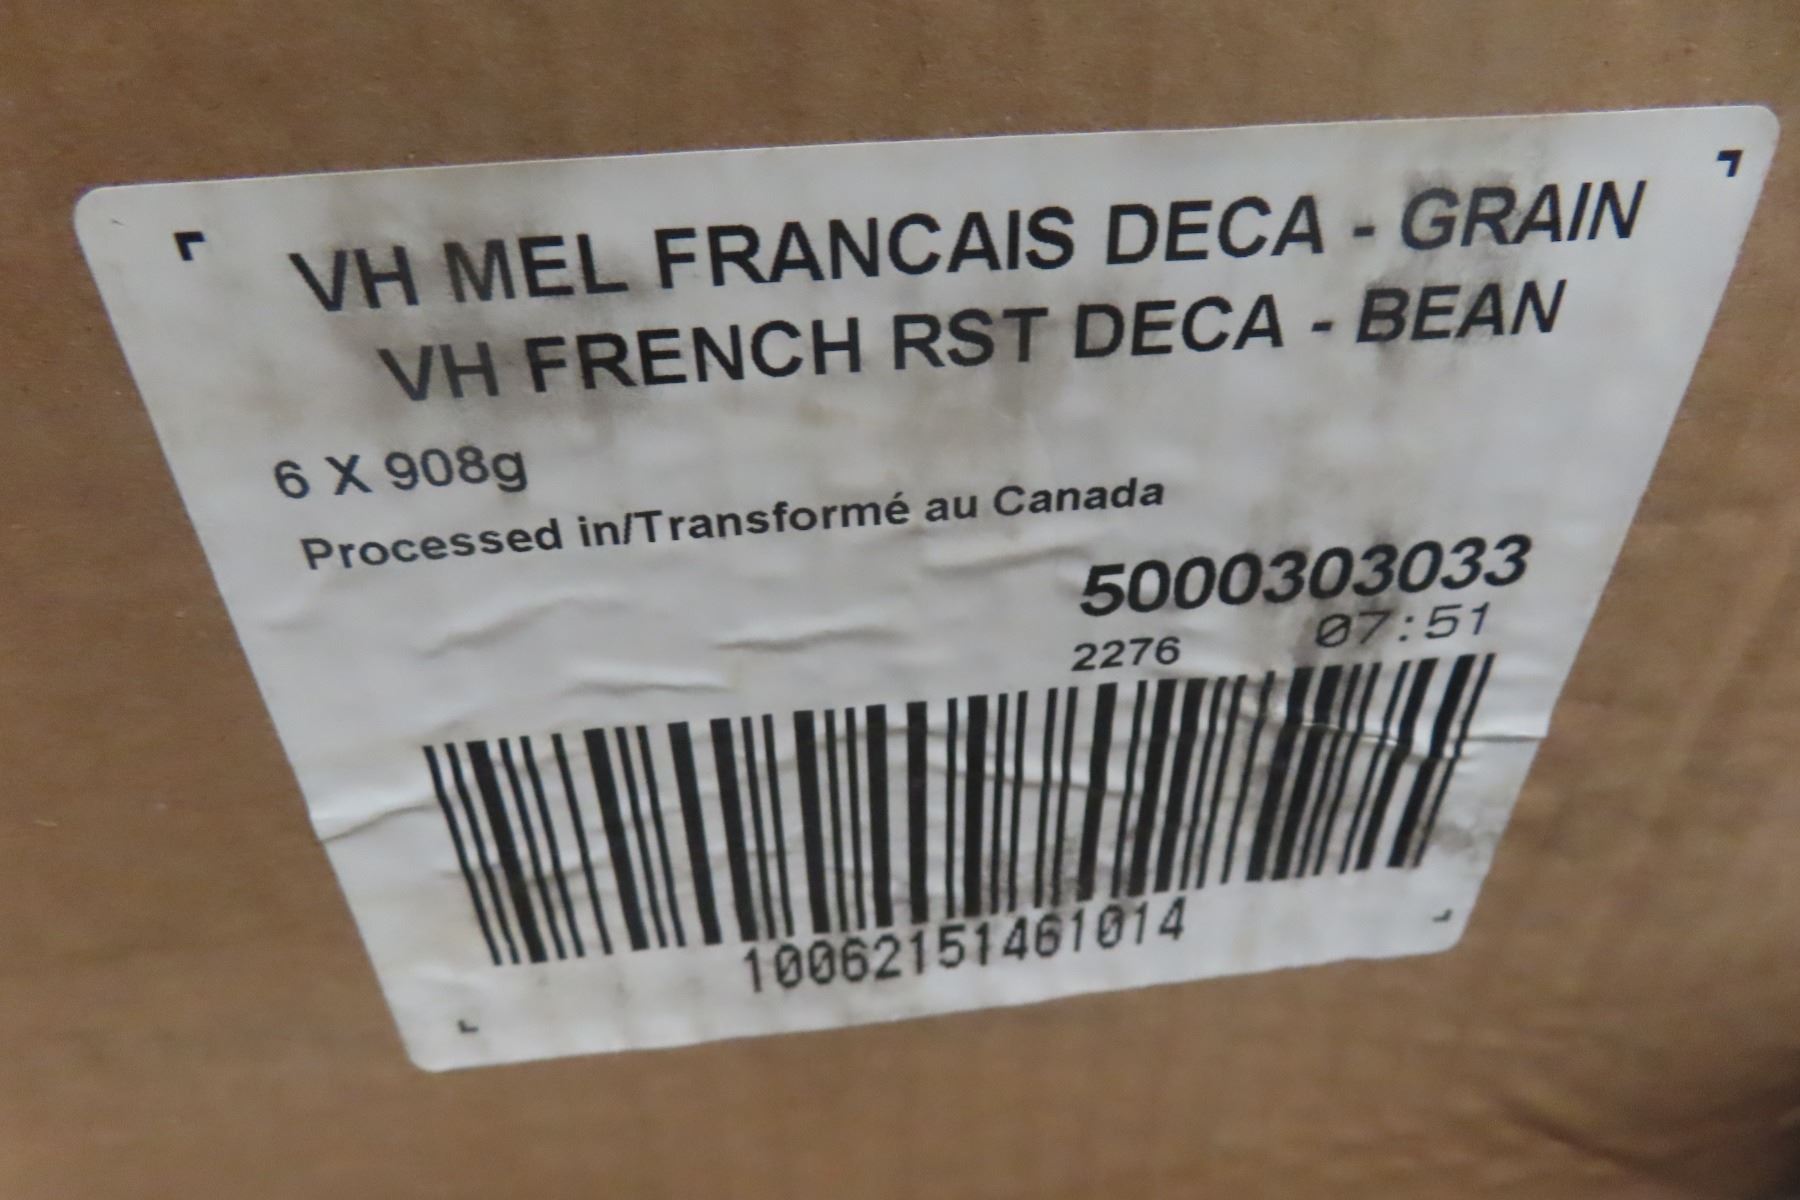 VH MEL FRANCAIS DECA - GRAIN
VH FRENCH RST DECA - BEAN
6 X 908g
Processed in/Transformé au Canada
5000303033
2276 07:51
10062151461014